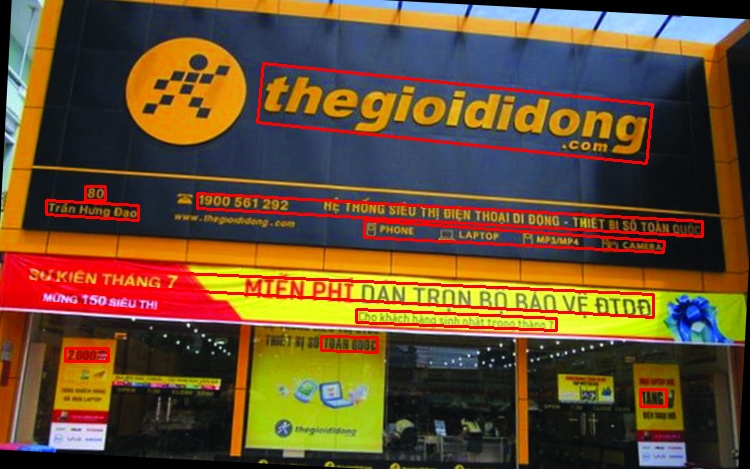 thegioididong
.com
80
Trần Hưng Đạo
1900 561 292
www.thegioididong.com
HỆ THỐNG SIÊU THỊ ĐIỆN THOẠI DI ĐỘNG - THIẾT BỊ SỐ TOÀN QUỐC
PHONE LAPTOP MP3/MP4 CAMERA
SỰ KIỆN THÁNG 7
MỪNG 150 SIÊU THỊ
MIỄN PHÍ DÁN TRỌN BỘ BẢO VỆ ĐTDĐ
Cho khách hàng sinh nhật trong tháng 7
2.000
THIẾT BỊ SỐ TOÀN QUỐC
thegioididong
TẶNG